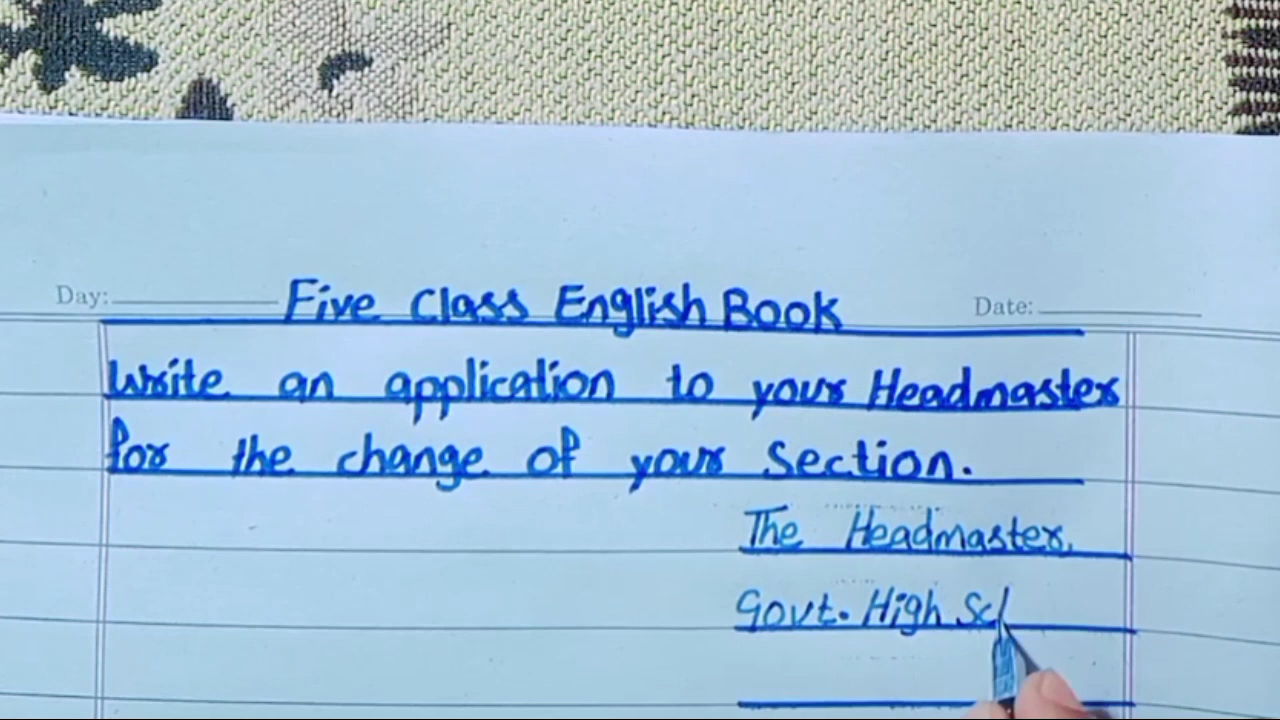 Day: Five Class English Book Date:
Write an application to your Headmaster
for the change of your Section.
The Headmaster,
Govt. High Sch